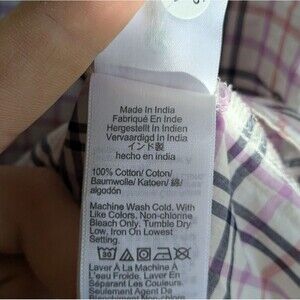 Made In India
Fabriqué En Inde
Hergestellt In Indien
Vervaardigd In India
インド製
hecho en india
100% Cotton/ Coton/
Baumwolle/ Katoen/ 綿/
algodón
Machine Wash Cold. With
Like Colors. Non-chlorine
Bleach Only. Tumble Dry
Low, Iron On Lowest
Setting.
30
Laver À La Machine À
L'eau Froide. Laver En
Séparant Les Couleurs.
Seulement Agent De